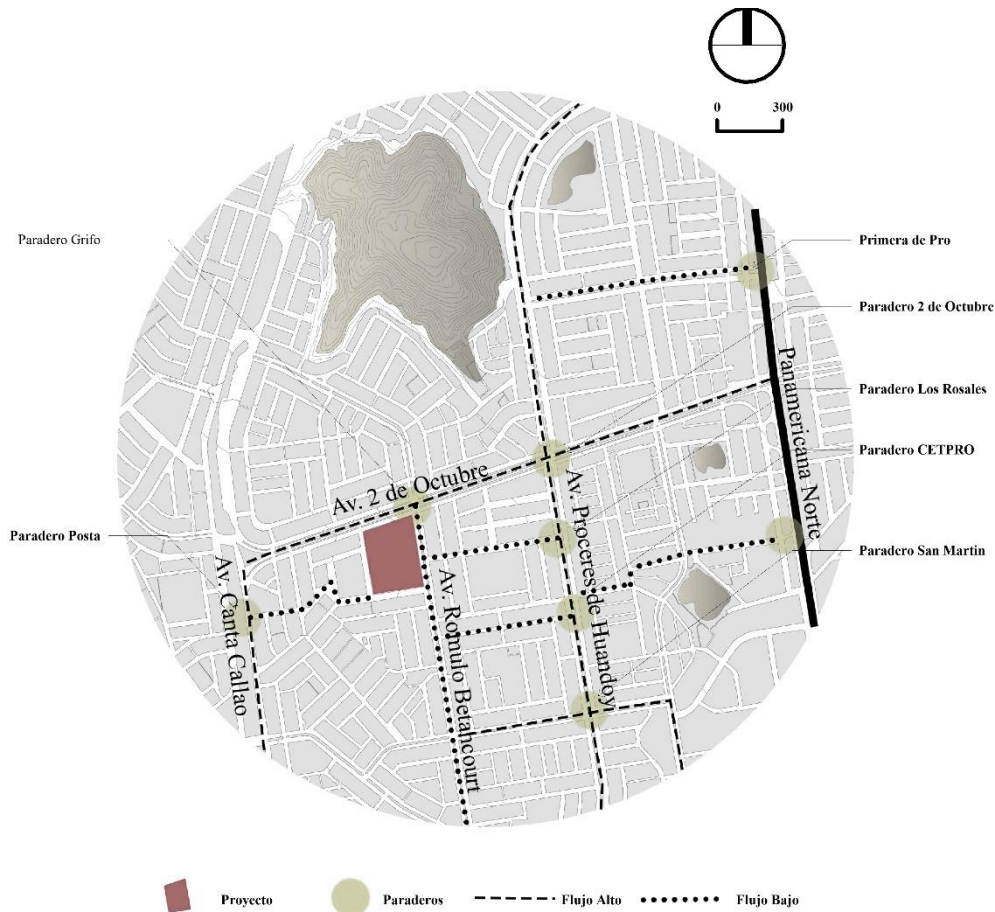 0 300
Paradero Grifo
Primera de Pro
Paradero 2 de Octubre
Panamericana Norte
Paradero Los Rosales
Paradero CETPRO
Av. 2 de Octubre
Av. Proceres de Huandoy
Paradero Posta
Paradero San Martin
Av. Canta Callao
Av. Romulo Betahcourt
Proyecto
Paraderos
Flujo Alto
Flujo Bajo